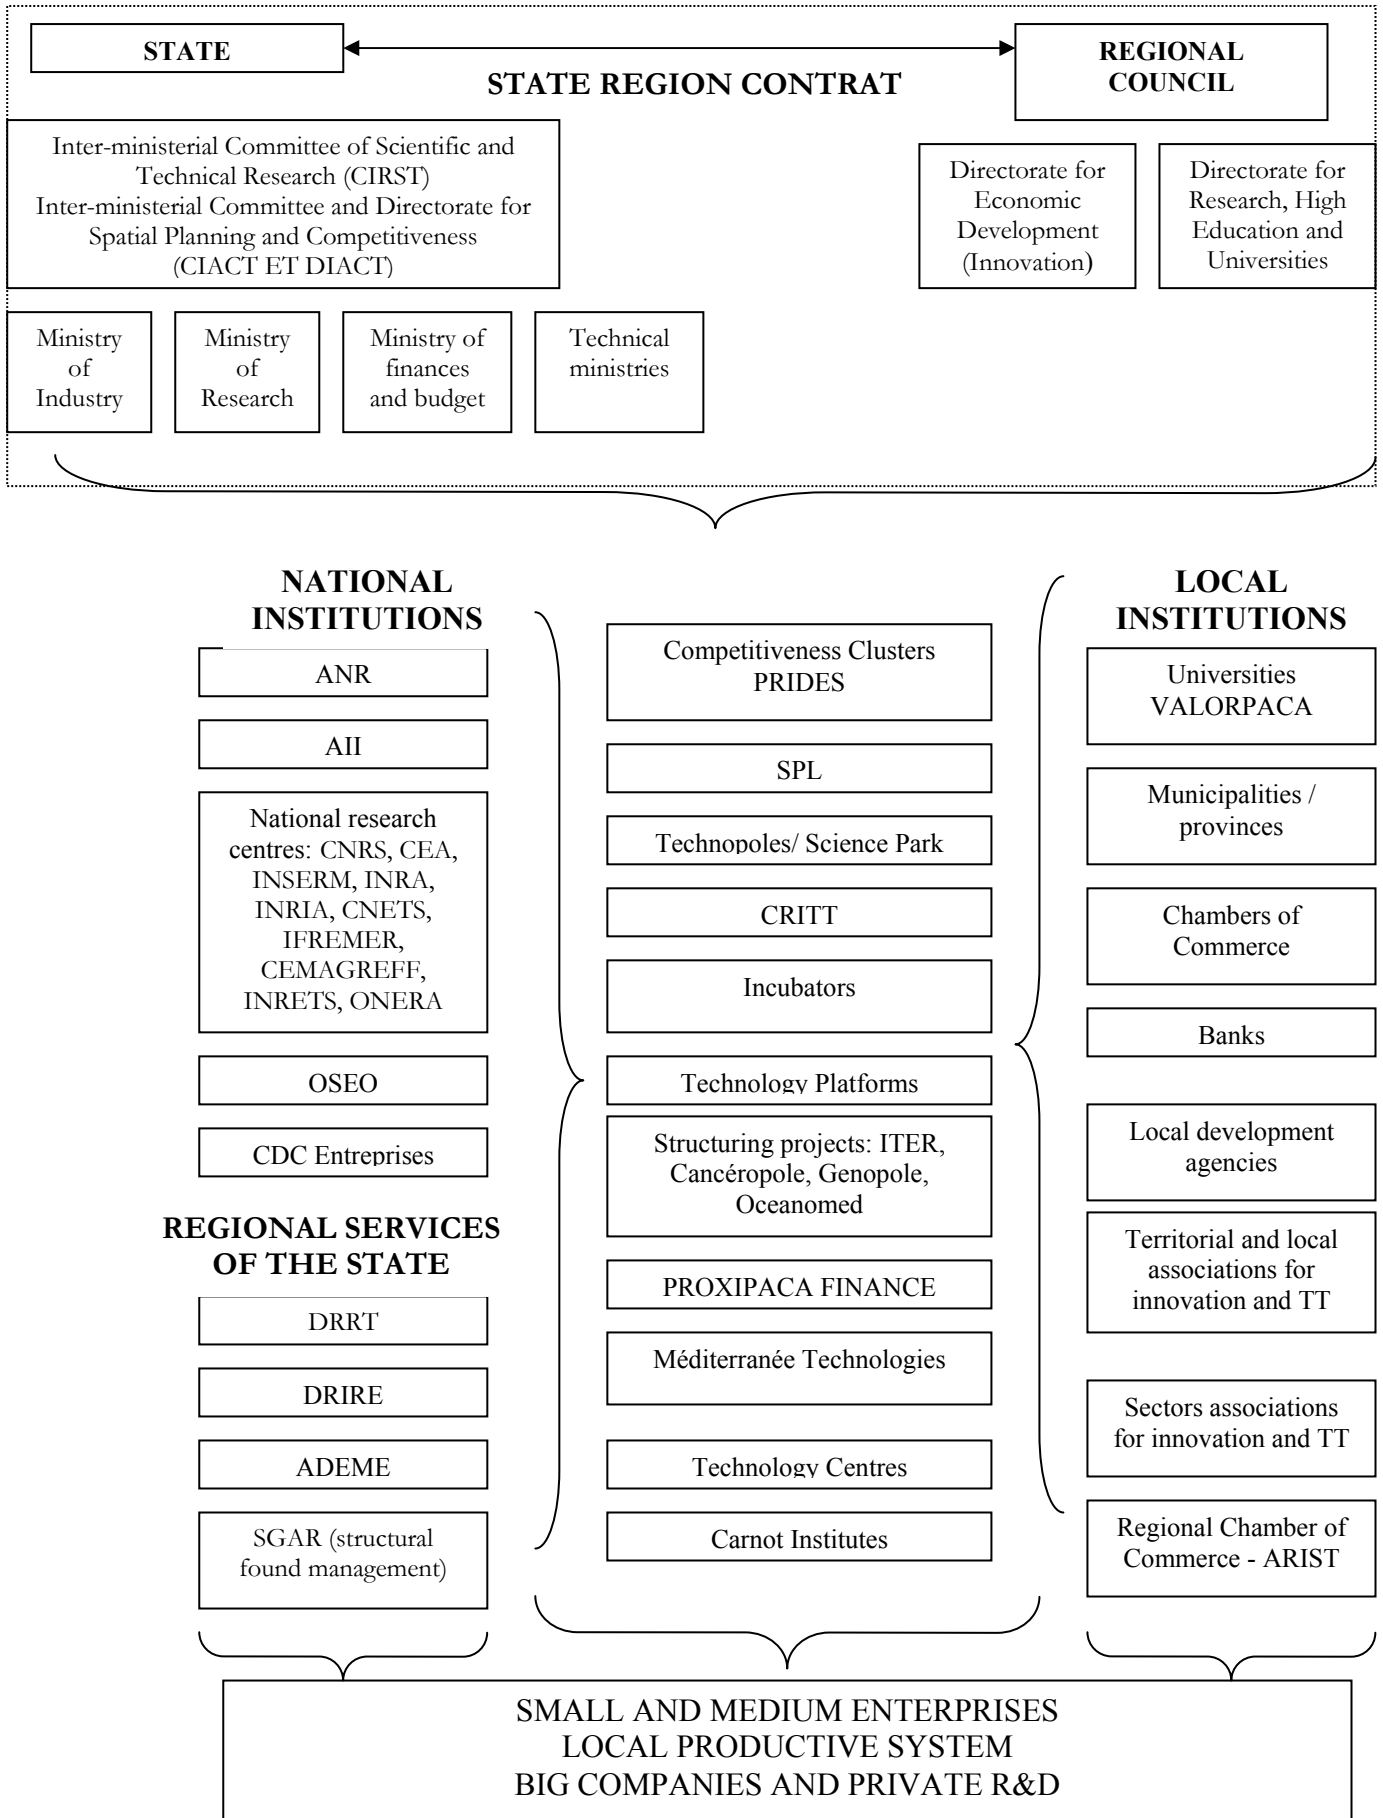 STATE
STATE REGION CONTRAT
REGIONAL
COUNCIL
Inter-ministerial Committee of Scientific and
Technical Research (CIRST)
Inter-ministerial Committee and Directorate for
Spatial Planning and Competitiveness
(CIACT ET DIACT)
Directorate for
Economic
Development
(Innovation)
Directorate for
Research, High
Education and
Universities
Ministry
of
Industry
Ministry
of
Research
Ministry of
finances
and budget
Technical
ministries
NATIONAL
INSTITUTIONS
ANR
AII
National research
centres: CNRS, CEA,
INSERM, INRA,
INRIA, CNETS,
IFREMER,
CEMAGREFF,
INRETS, ONERA
OSEO
CDC Entreprises
REGIONAL SERVICES
OF THE STATE
DRRT
DRIRE
ADEME
SGAR (structural
found management)
Competitiveness Clusters
PRIDES
SPL
Technopoles/ Science Park
CRITT
Incubators
Technology Platforms
Structuring projects: ITER,
Cancéropole, Genopole,
Oceanomed
PROXIPACA FINANCE
Méditerranée Technologies
Technology Centres
Carnot Institutes
LOCAL
INSTITUTIONS
Universities
VALORPACA
Municipalities /
provinces
Chambers of
Commerce
Banks
Local development
agencies
Territorial and local
associations for
innovation and TT
Sectors associations
for innovation and TT
Regional Chamber of
Commerce - ARIST
SMALL AND MEDIUM ENTERPRISES
LOCAL PRODUCTIVE SYSTEM
BIG COMPANIES AND PRIVATE R&D